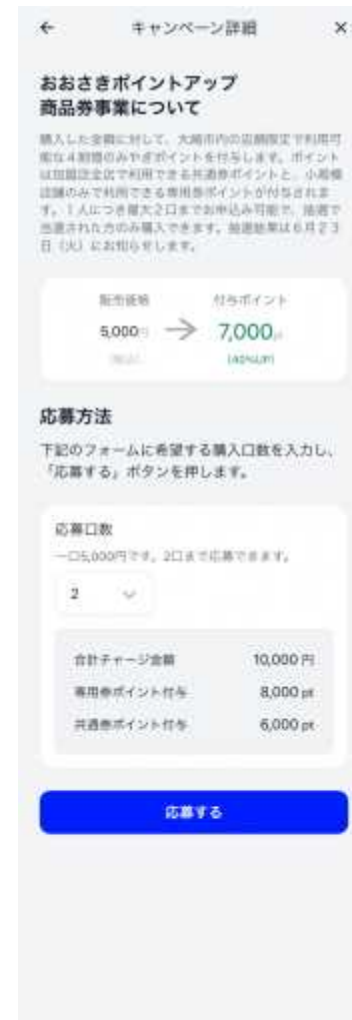 キャンペーン詳細
おおさきポイントアップ
商品券事業について
購入した金額に対して、大崎市内の店舗限定で利用可
能な4期間のみやぎポイントを付与します。ポイント
は加盟店全店で利用できる共通券ポイントと、小規模
店舗のみで利用できる専用券ポイントが付与されま
す。1人につき最大2口までお申込み可能で、抽選で
当選された方のみ購入できます。抽選結果は6月23
日（火）にお知らせします。
販売価格 付与ポイント
5,000円 → 7,000pt
(税込) (40%UP)
応募方法
下記のフォームに希望する購入口数を入力し、
「応募する」ボタンを押します。
応募口数
一口5,000円です。2口まで応募できます。
2
合計チャージ金額 10,000 円
専用券ポイント付与 8,000 pt
共通券ポイント付与 6,000 pt
応募する